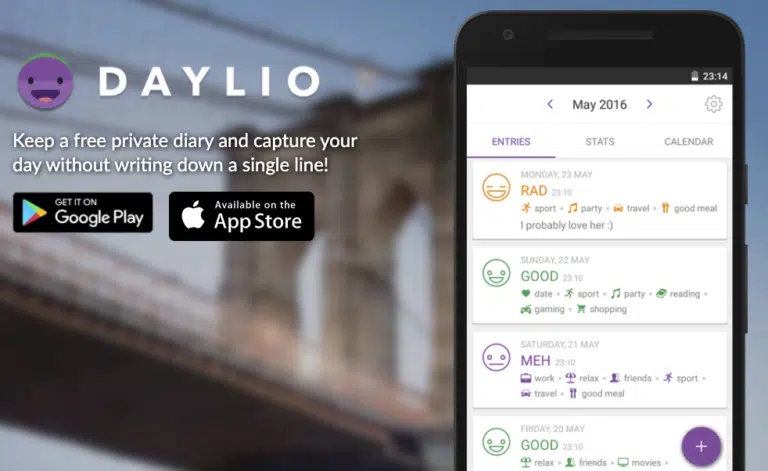 DAYLIO
Keep a free private diary and capture your
day without writing down a single line!
GET IT ON
Google Play
Available on the
App Store
23:14
May 2016
ENTRIES STATS CALENDAR
MONDAY, 23 MAY
RAD 23:10
sport • party • travel • good meal
I probably love her :)
SUNDAY, 22 MAY
GOOD 23:10
date • sport • party • reading •
gaming • shopping
SATURDAY, 21 MAY
MEH 23:10
work • relax • friends • sport •
travel • good meal
FRIDAY, 20 MAY
GOOD 23:10
relax • friends • movies •